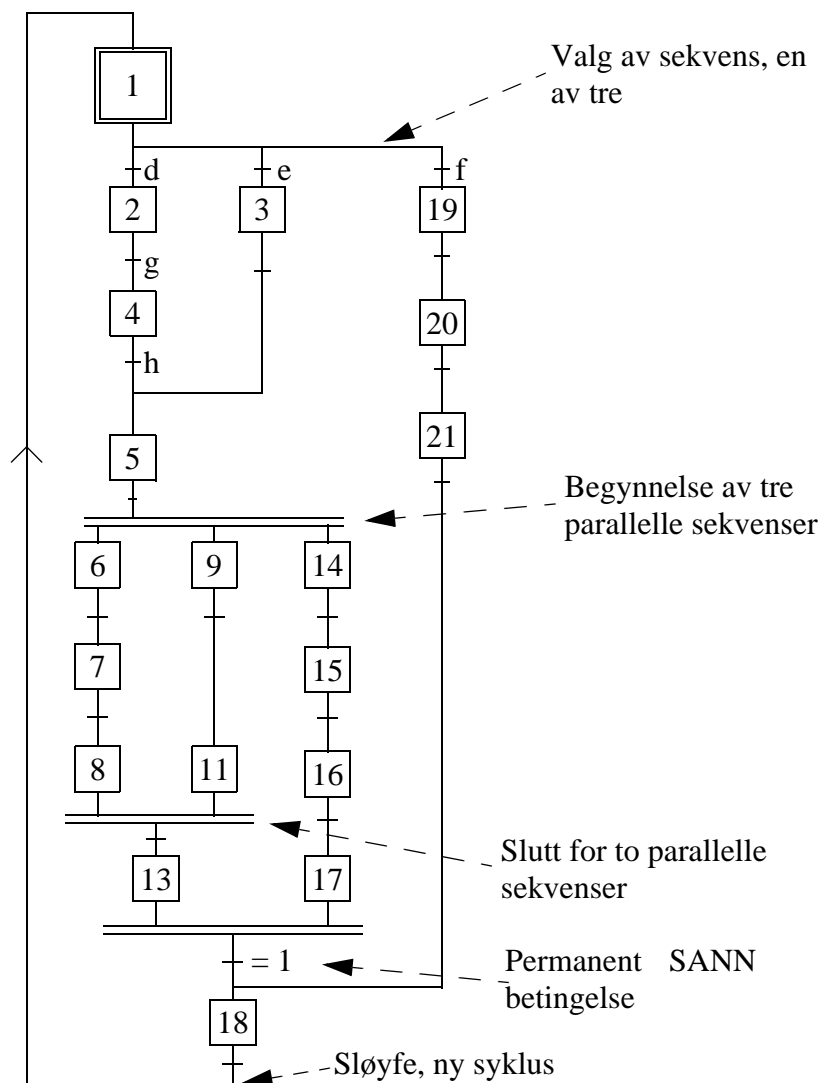 Valg av sekvens, en
av tre
1
d
e
f
2
3
19
g
4
20
h
21
5
Begynnelse av tre
parallelle sekvenser
6
9
14
7
15
8
11
16
Slutt for to parallelle
sekvenser
13
17
= 1
Permanent SANN
betingelse
18
Sløyfe, ny syklus